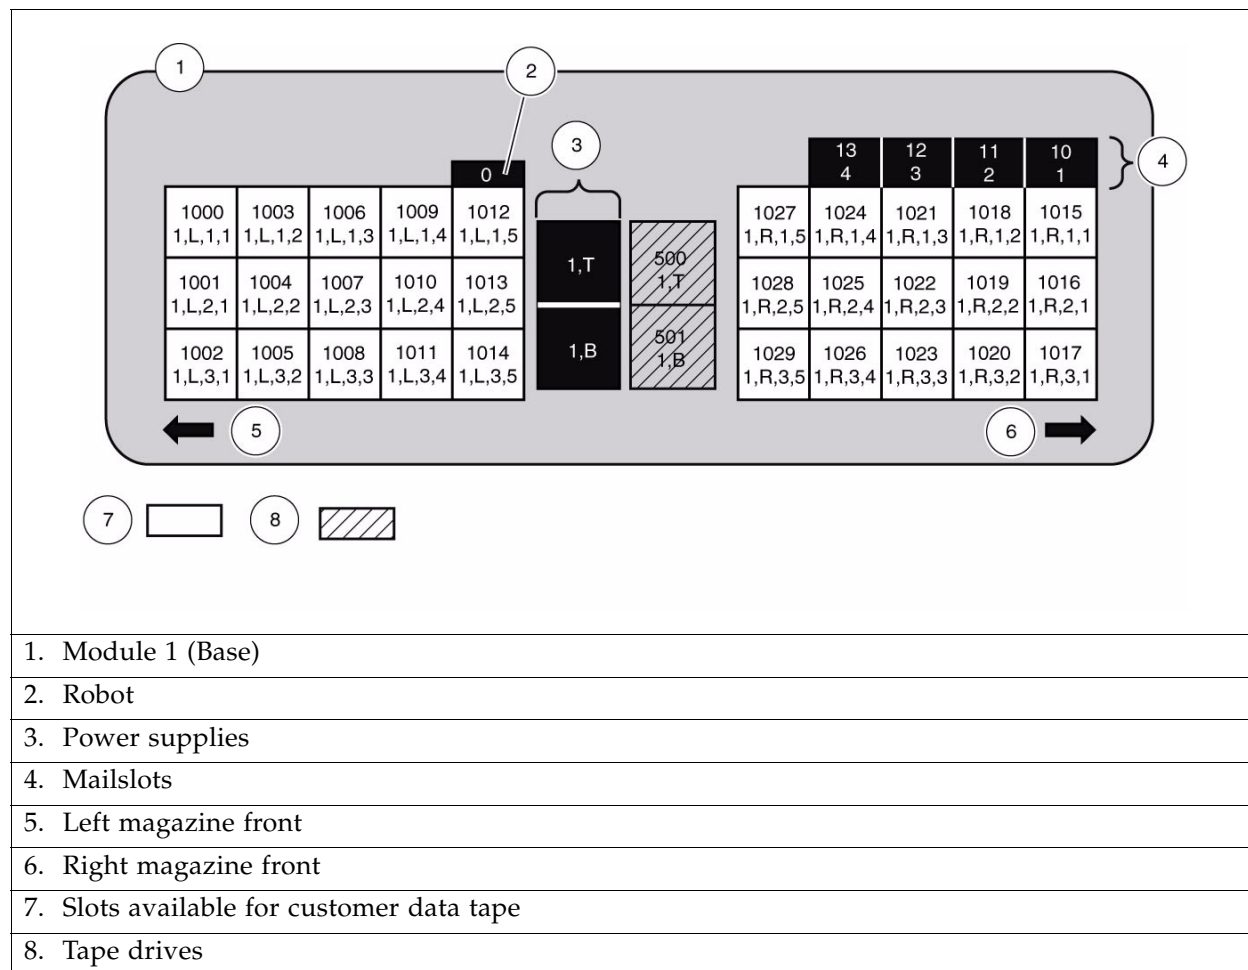 1
2
3
4
0
13 12 11 10
4 3 2 1
1000 1003 1006 1009 1012
1,L,1,1 1,L,1,2 1,L,1,3 1,L,1,4 1,L,1,5
1001 1004 1007 1010 1013
1,L,2,1 1,L,2,2 1,L,2,3 1,L,2,4 1,L,2,5
1002 1005 1008 1011 1014
1,L,3,1 1,L,3,2 1,L,3,3 1,L,3,4 1,L,3,5
1,T
1,B
500
1,T
501
1,B
1027 1024 1021 1018 1015
1,R,1,5 1,R,1,4 1,R,1,3 1,R,1,2 1,R,1,1
1028 1025 1022 1019 1016
1,R,2,5 1,R,2,4 1,R,2,3 1,R,2,2 1,R,2,1
1029 1026 1023 1020 1017
1,R,3,5 1,R,3,4 1,R,3,3 1,R,3,2 1,R,3,1
5
6
7
8
1. Module 1 (Base)
2. Robot
3. Power supplies
4. Mailslots
5. Left magazine front
6. Right magazine front
7. Slots available for customer data tape
8. Tape drives